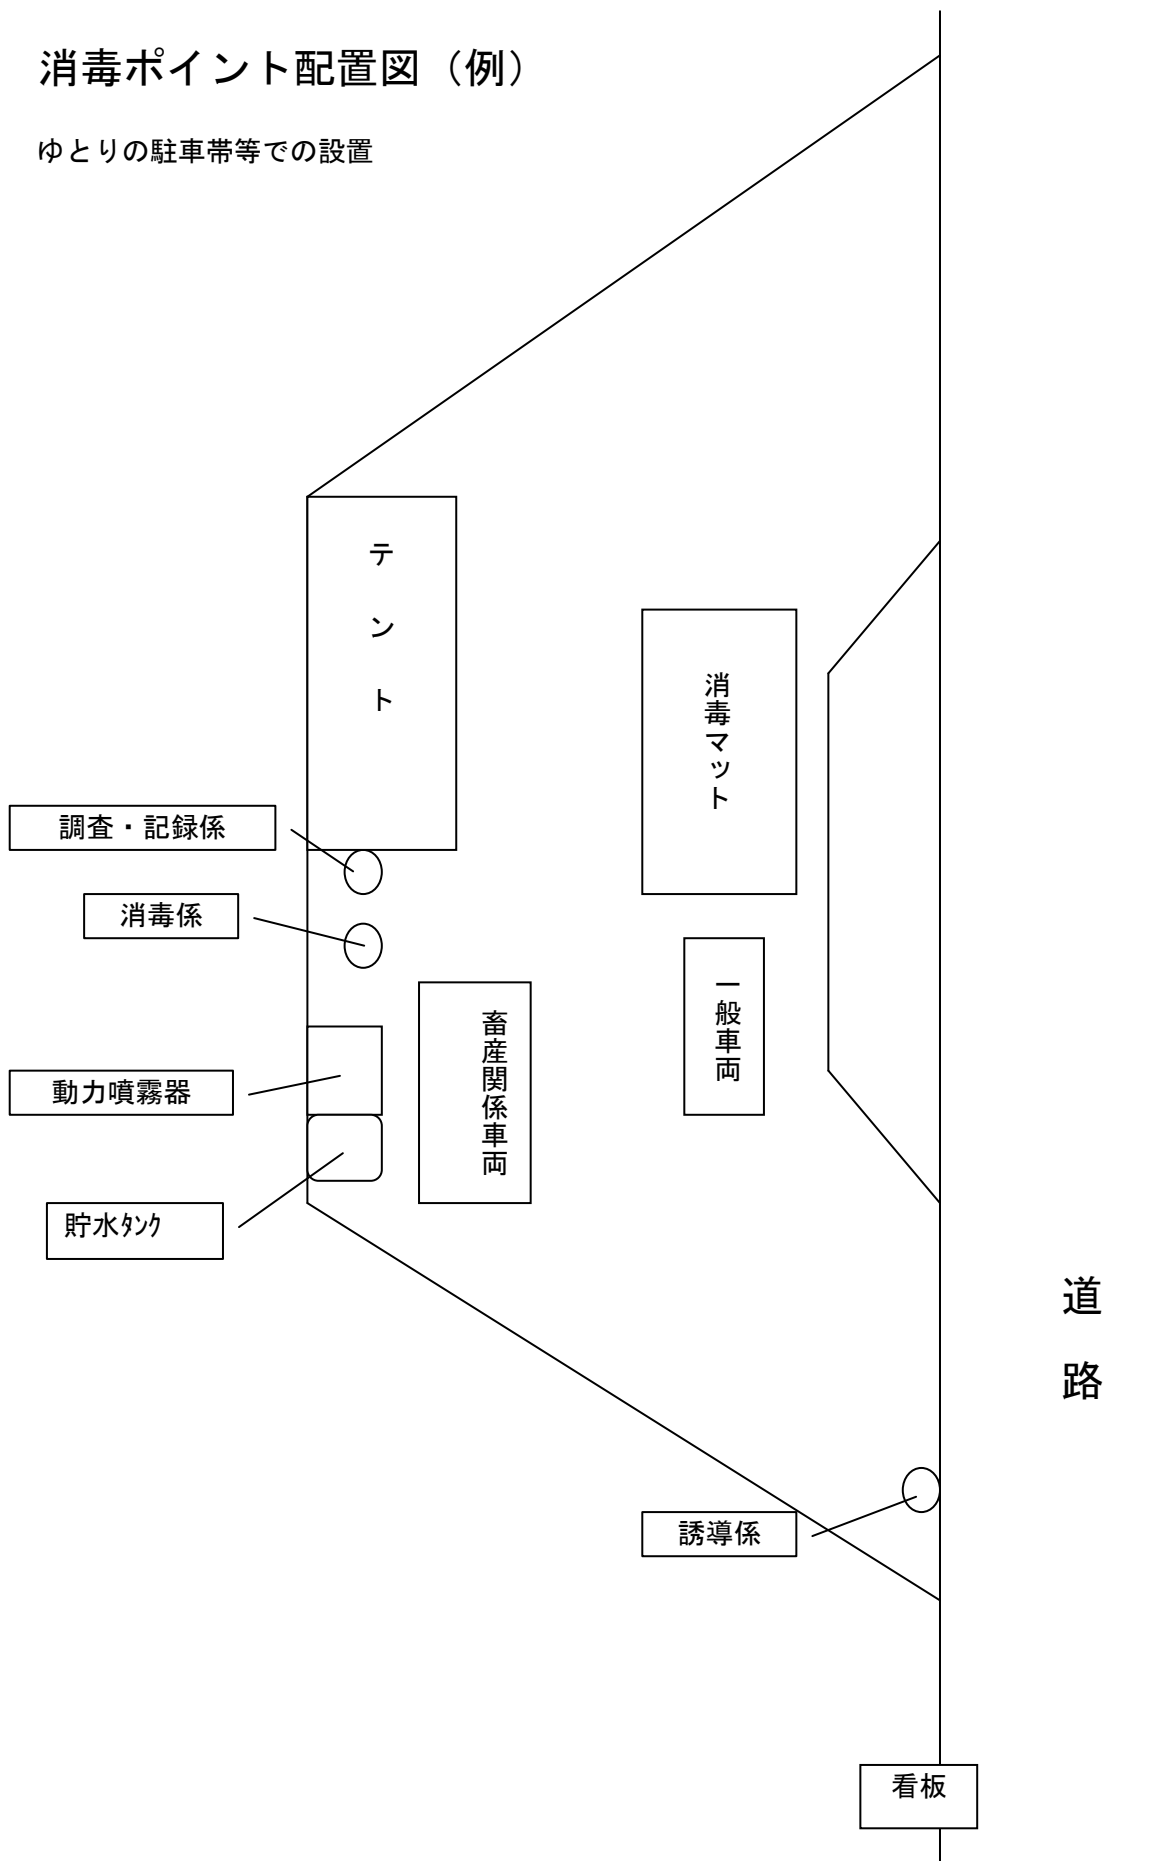 消毒ポイント配置図（例）
ゆとりの駐車帯等での設置
テント
消毒マット
調査・記録係
消毒係
一般車両
畜産関係車両
動力噴霧器
貯水ﾀﾝｸ
道路
誘導係
看板